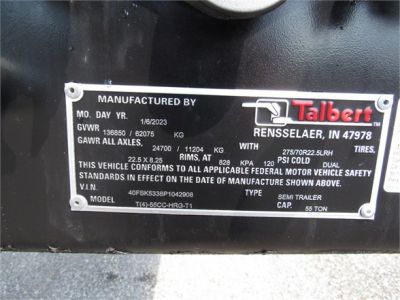 MANUFACTURED BY Talbert TM
MO. DAY YR. 1/6/2023 RENSSELAER, IN 47978
GVWR 136850 / 62075 KG
GAWR ALL AXLES, 24700 / 11204 KG WITH 275/70R22.5LRH TIRES,
22.5 X 8.25 RIMS, AT 828 KPA 120 PSI COLD DUAL
THIS VEHICLE CONFORMS TO ALL APPLICABLE FEDERAL MOTOR VEHICLE SAFETY
STANDARDS IN EFFECT ON DATE OF MANUFACTURE SHOWN ABOVE.
V.I.N. 40FSK5338P1042908 TYPE SEMI TRAILER
MODEL T(4)-55CC-HRG-T1 CAP. 55 TON